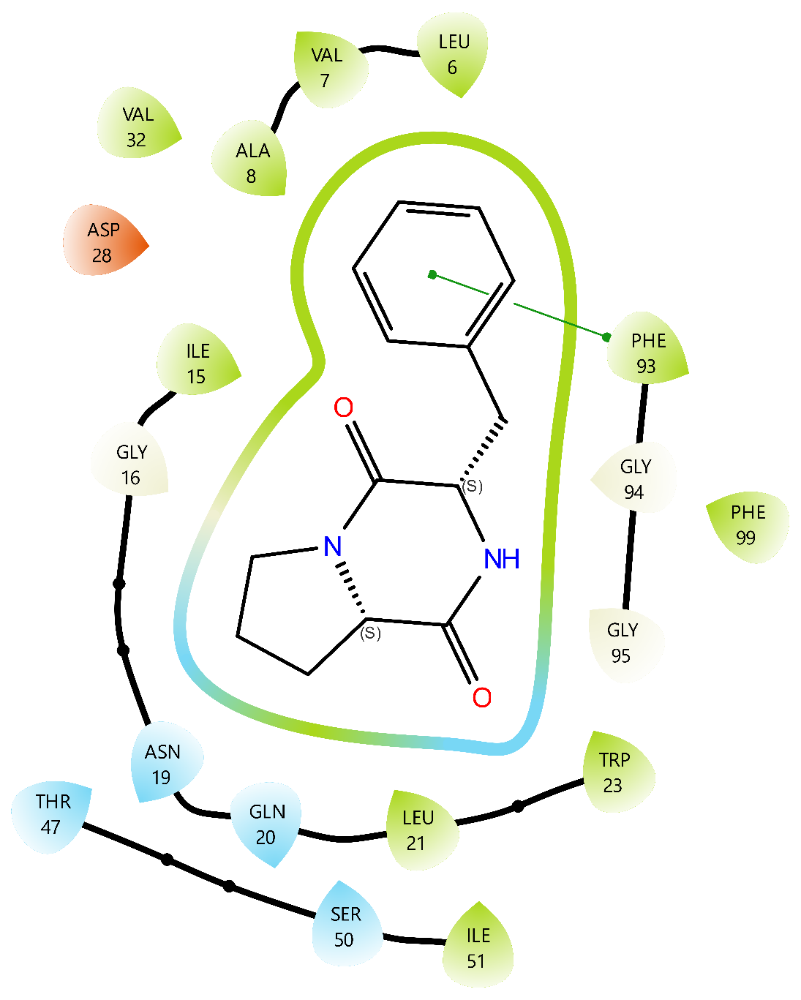 LEU
6
VAL
7
VAL
32
ALA
8
ASP
28
PHE
93
ILE
15
O
GLY
16
GLY
94
(S)
PHE
99
N
NH
GLY
95
(S)
O
ASN
19
TRP
23
THR
47
GLN
20
LEU
21
SER
50
ILE
51